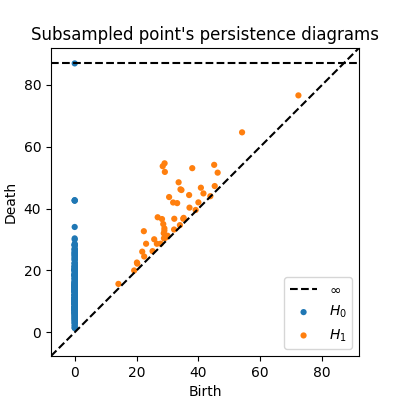 Subsampled point's persistence diagrams
Death
80
60
40
20
0
∞
H₀
H₁
0 20 40 60 80
Birth